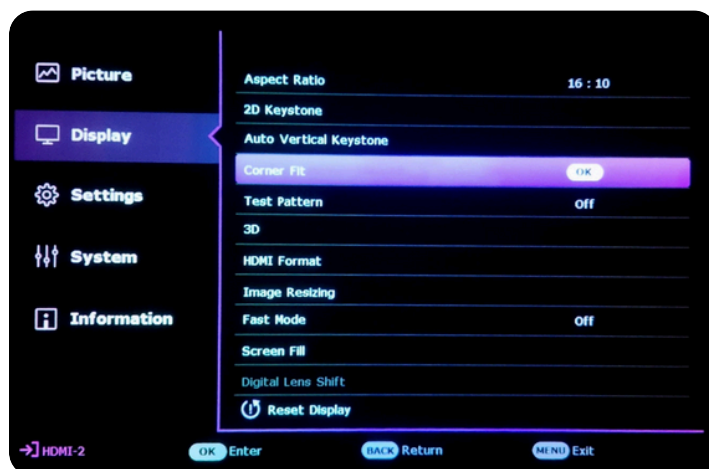 Picture
Display
Settings
System
Information
Aspect Ratio 16 : 10
2D Keystone
Auto Vertical Keystone
Corner Fit OK
Test Pattern Off
3D
HDMI Format
Image Resizing
Fast Mode Off
Screen Fill
Digital Lens Shift
Reset Display
HDMI-2 OK Enter BACK Return MENU Exit